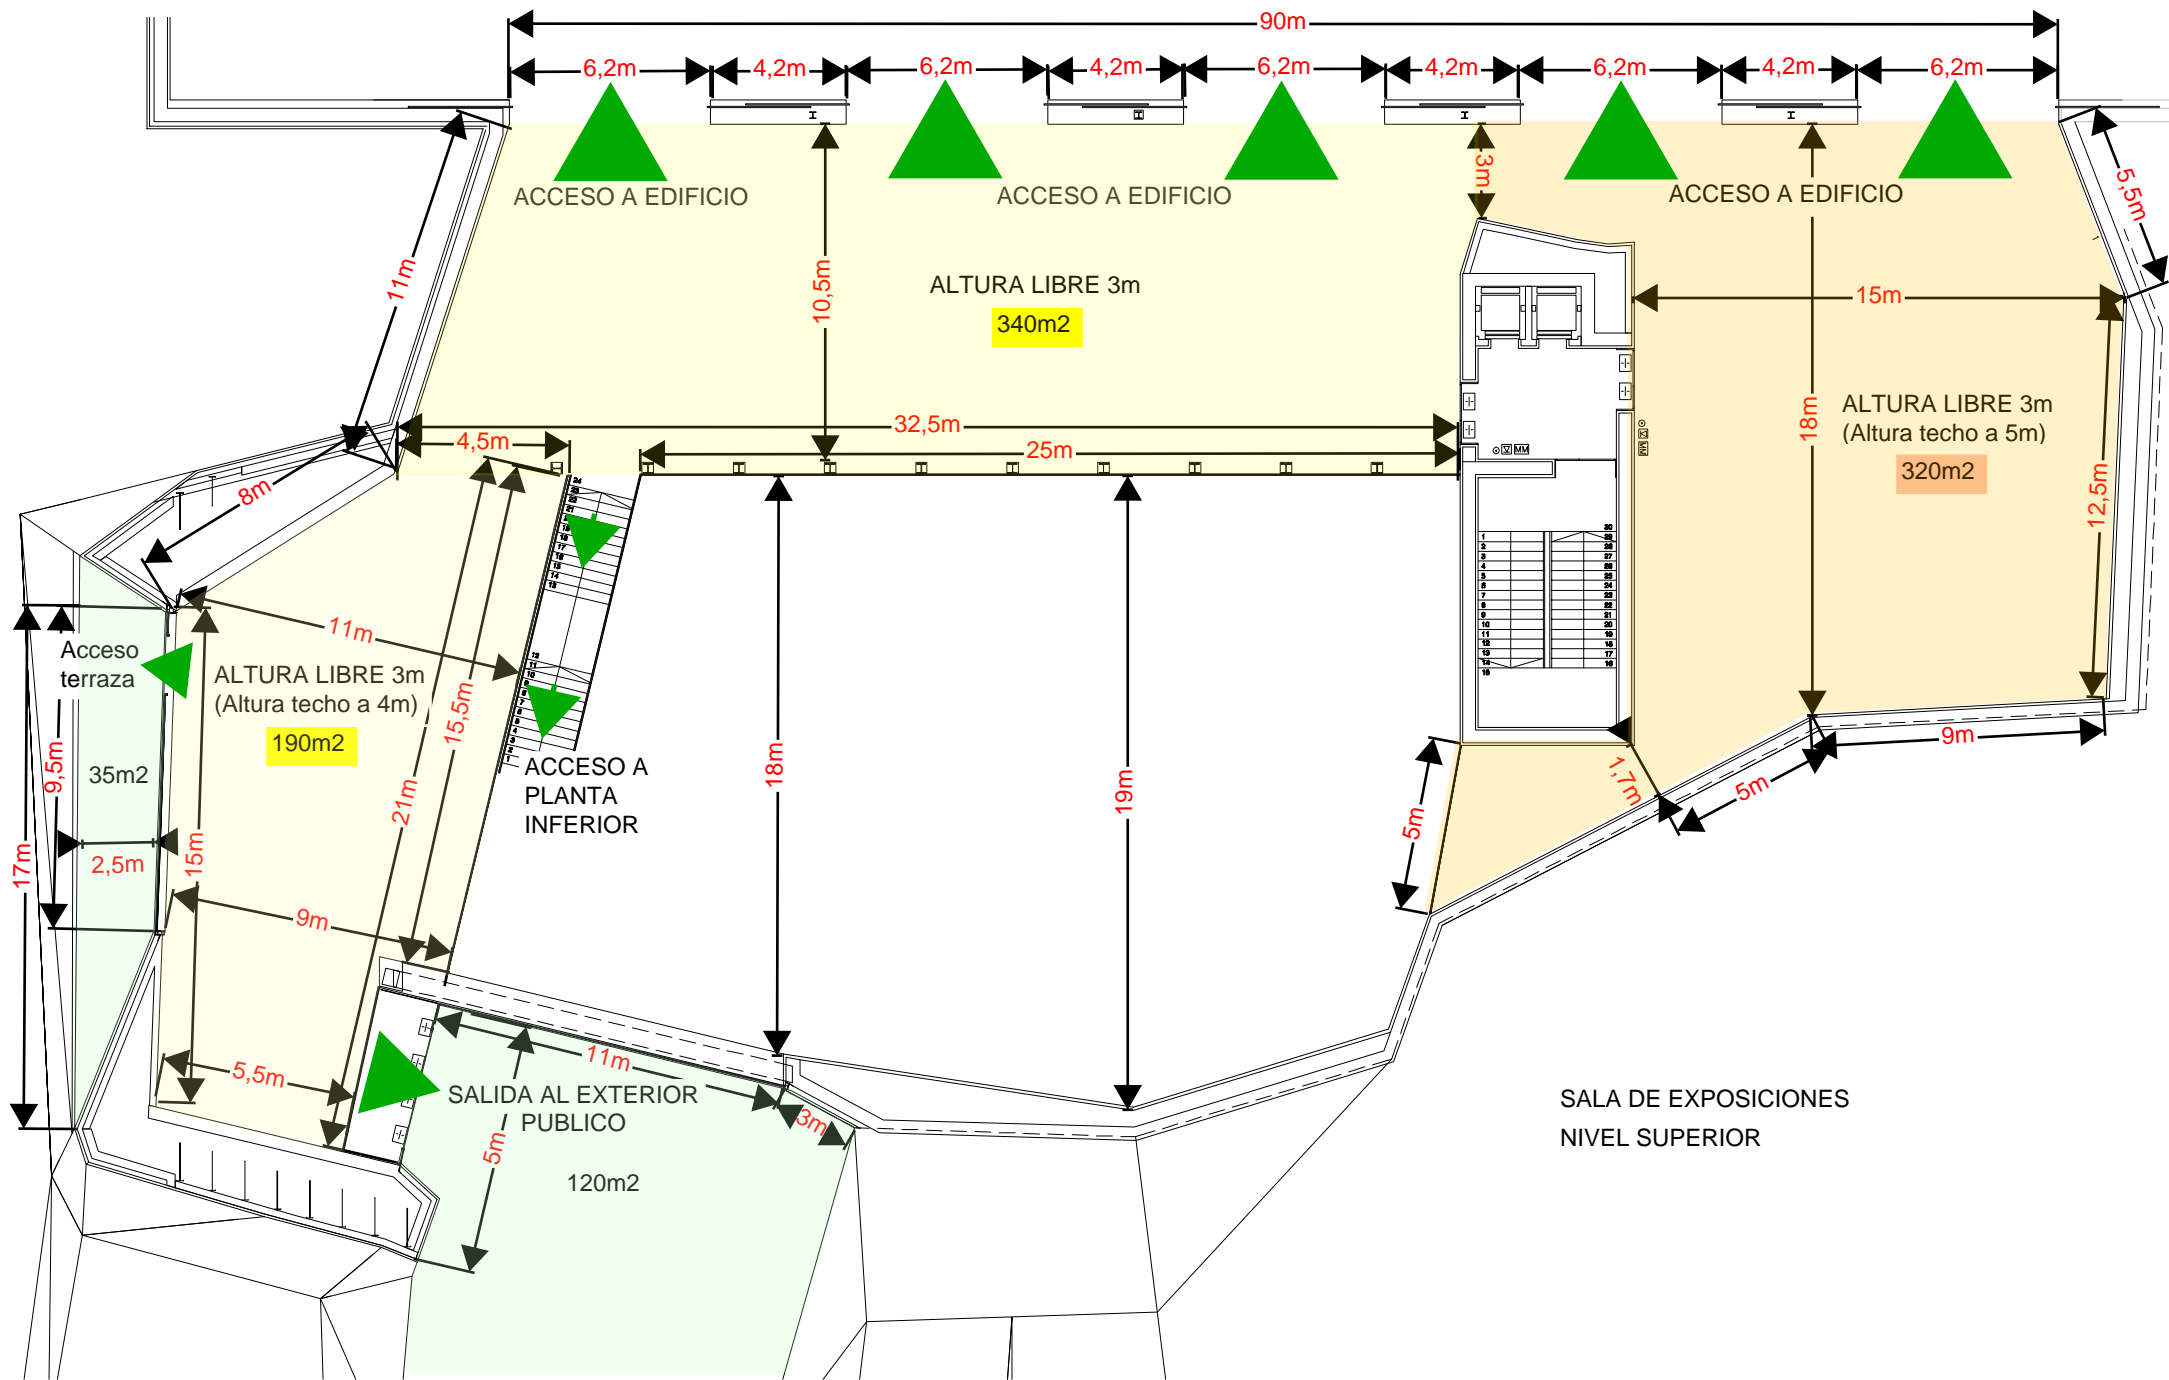 90m
6,2m 4,2m 6,2m 4,2m 6,2m 4,2m 6,2m 4,2m 6,2m
ACCESO A EDIFICIO
ACCESO A EDIFICIO
ACCESO A EDIFICIO
3m
5,5m
11m
10,5m
ALTURA LIBRE 3m
340m2
15m
18m
ALTURA LIBRE 3m
(Altura techo a 5m)
320m2
12,5m
32,5m
4,5m
25m
8m
11m
Acceso
terraza
ALTURA LIBRE 3m
(Altura techo a 4m)
190m2
15,5m
21m
9,5m
35m2
17m
2,5m
15m
9m
5,5m
ACCESO A
PLANTA
INFERIOR
18m
19m
5m
1,7m
5m
9m
11m
SALIDA AL EXTERIOR
PUBLICO
3m
5m
120m2
SALA DE EXPOSICIONES
NIVEL SUPERIOR